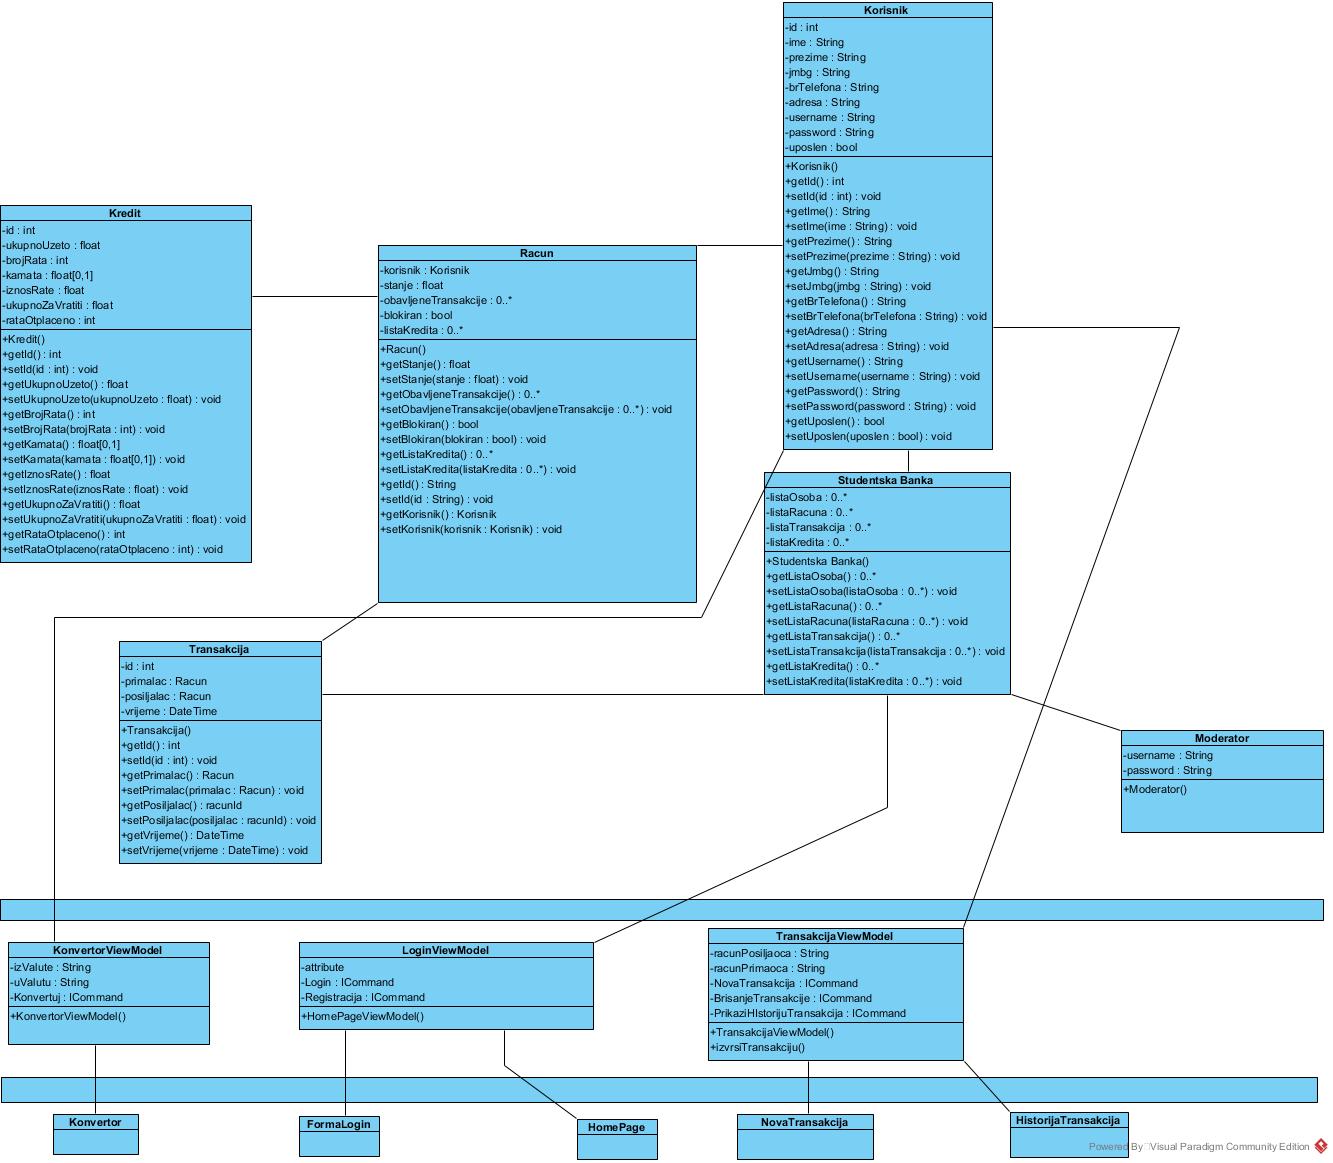 Korisnik
-id : int
-ime : String
-prezime : String
-jmbg : String
-brTelefona : String
-adresa : String
-username : String
-password : String
-uposlen : bool
+Korisnik()
+getId() : int
+setId(id : int) : void
+getIme() : String
+setIme(ime : String) : void
+getPrezime() : String
+setPrezime(prezime : String) : void
+getJmbg() : String
+setJmbg(jmbg : String) : void
+getBrTelefona() : String
+setBrTelefona(brTelefona : String) : void
+getAdresa() : String
+setAdresa(adresa : String) : void
+getUsername() : String
+setUsername(username : String) : void
+getPassword() : String
+setPassword(password : String) : void
+getUposlen() : bool
+setUposlen(uposlen : bool) : void
Kredit
-id : int
-ukupnoUzeto : float
-brojRata : int
-kamata : float[0,1]
-iznosRate : float
-ukupnoZaVratiti : float
-rataOtplaceno : int
+Kredit()
+getId() : int
+setId(id : int) : void
+getUkupnoUzeto() : float
+setUkupnoUzeto(ukupnoUzeto : float) : void
+getBrojRata() : int
+setBrojRata(brojRata : int) : void
+getKamata() : float[0,1]
+setKamata(kamata : float[0,1]) : void
+getIznosRate() : float
+setIznosRate(iznosRate : float) : void
+getUkupnoZaVratiti() : float
+setUkupnoZaVratiti(ukupnoZaVratiti : float) : void
+getRataOtplaceno() : int
+setRataOtplaceno(rataOtplaceno : int) : void
Racun
-korisnik : Korisnik
-stanje : float
-obavljeneTransakcije : 0..*
-blokiran : bool
-listaKredita : 0..*
+Racun()
+getStanje() : float
+setStanje(stanje : float) : void
+getObavljeneTransakcije() : 0..*
+setObavljeneTransakcije(obavljeneTransakcije : 0..*) : void
+getBlokiran() : bool
+setBlokiran(blokiran : bool) : void
+getListaKredita() : 0..*
+setListaKredita(listaKredita : 0..*) : void
+getId() : String
+setId(id : String) : void
+getKorisnik() : Korisnik
+setKorisnik(korisnik : Korisnik) : void
Studentska Banka
-listaOsoba : 0..*
-listaRacuna : 0..*
-listaTransakcija : 0..*
-listaKredita : 0..*
+Studentska Banka()
+getListaOsoba() : 0..*
+setListaOsoba(listaOsoba : 0..*) : void
+getListaRacuna() : 0..*
+setListaRacuna(listaRacuna : 0..*) : void
+getListaTransakcija() : 0..*
+setListaTransakcija(listaTransakcija : 0..*) : void
+getListaKredita() : 0..*
+setListaKredita(listaKredita : 0..*) : void
Transakcija
-id : int
-primalac : Racun
-posiljalac : Racun
-vrijeme : DateTime
+Transakcija()
+getId() : int
+setId(id : int) : void
+getPrimalac() : Racun
+setPrimalac(primalac : Racun) : void
+getPosiljalac() : racunId
+setPosiljalac(posiljalac : racunId) : void
+getVrijeme() : DateTime
+setVrijeme(vrijeme : DateTime) : void
Moderator
-username : String
-password : String
+Moderator()
KonvertorViewModel
-izValute : String
-uValutu : String
-Konvertuj : ICommand
+KonvertorViewModel()
LoginViewModel
-attribute
-Login : ICommand
-Registracija : ICommand
+HomePageViewModel()
TransakcijaViewModel
-racunPosiljaoca : String
-racunPrimaoca : String
-NovaTransakcija : ICommand
-BrisanjeTransakcije : ICommand
-PrikaziHIstorijuTransakcija : ICommand
+TransakcijaViewModel()
+izvrsiTransakciju()
Konvertor
FormaLogin
HomePage
NovaTransakcija
HistorijaTransakcija
Powered By Visual Paradigm Community Edition